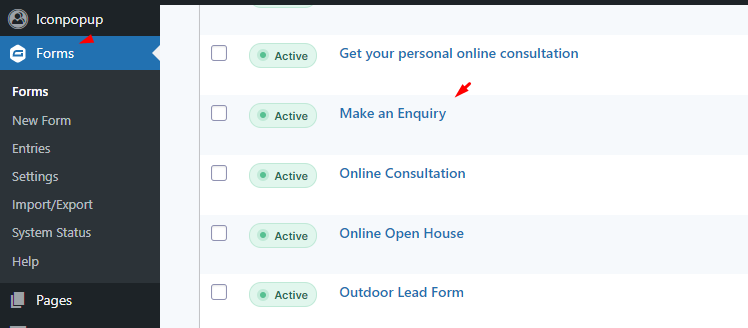 Iconpopup
Forms
Forms
New Form
Entries
Settings
Import/Export
System Status
Help
Pages
Active Get your personal online consultation
Active Make an Enquiry
Active Online Consultation
Active Online Open House
Active Outdoor Lead Form